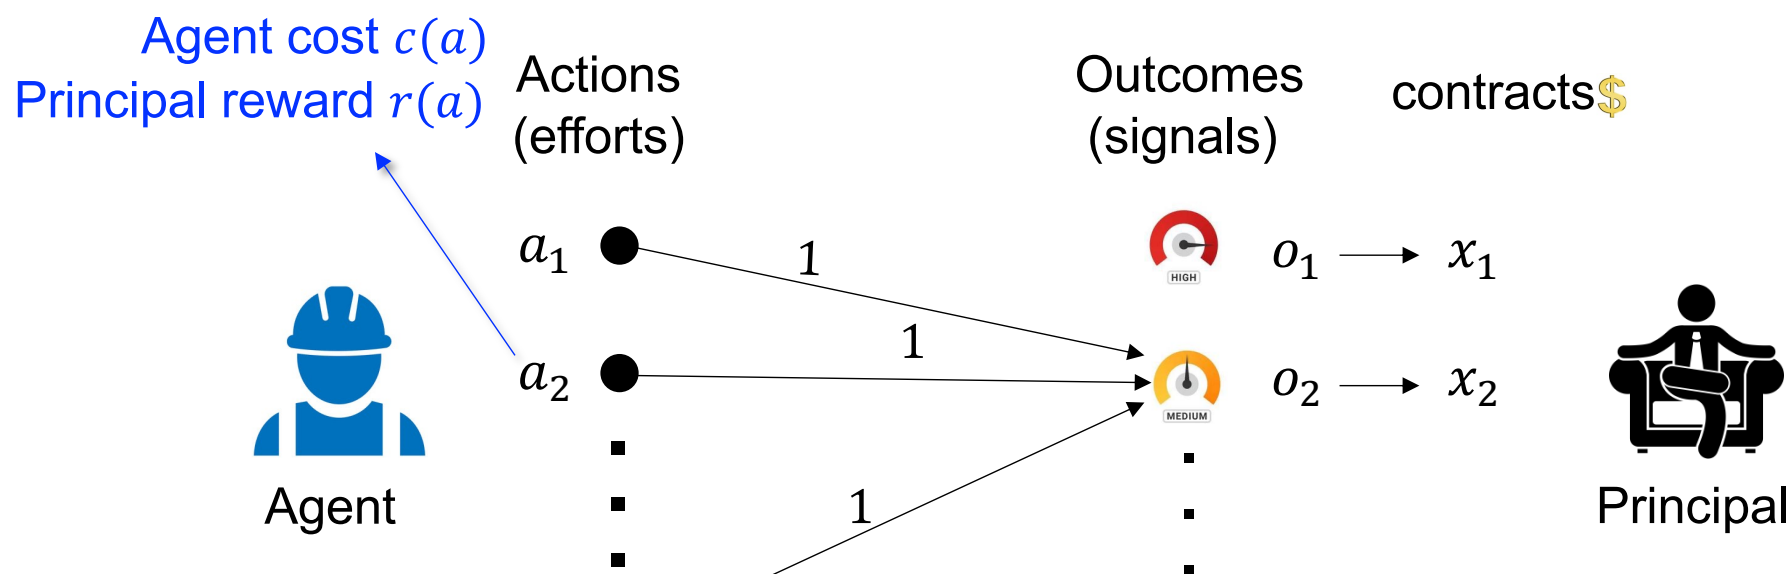 Agent cost c(a)
Principal reward r(a)
Actions
(efforts)
Outcomes
(signals)
contracts$
a₁
1
HIGH
o₁
x₁
a₂
1
MEDIUM
o₂
x₂
Agent
1
Principal